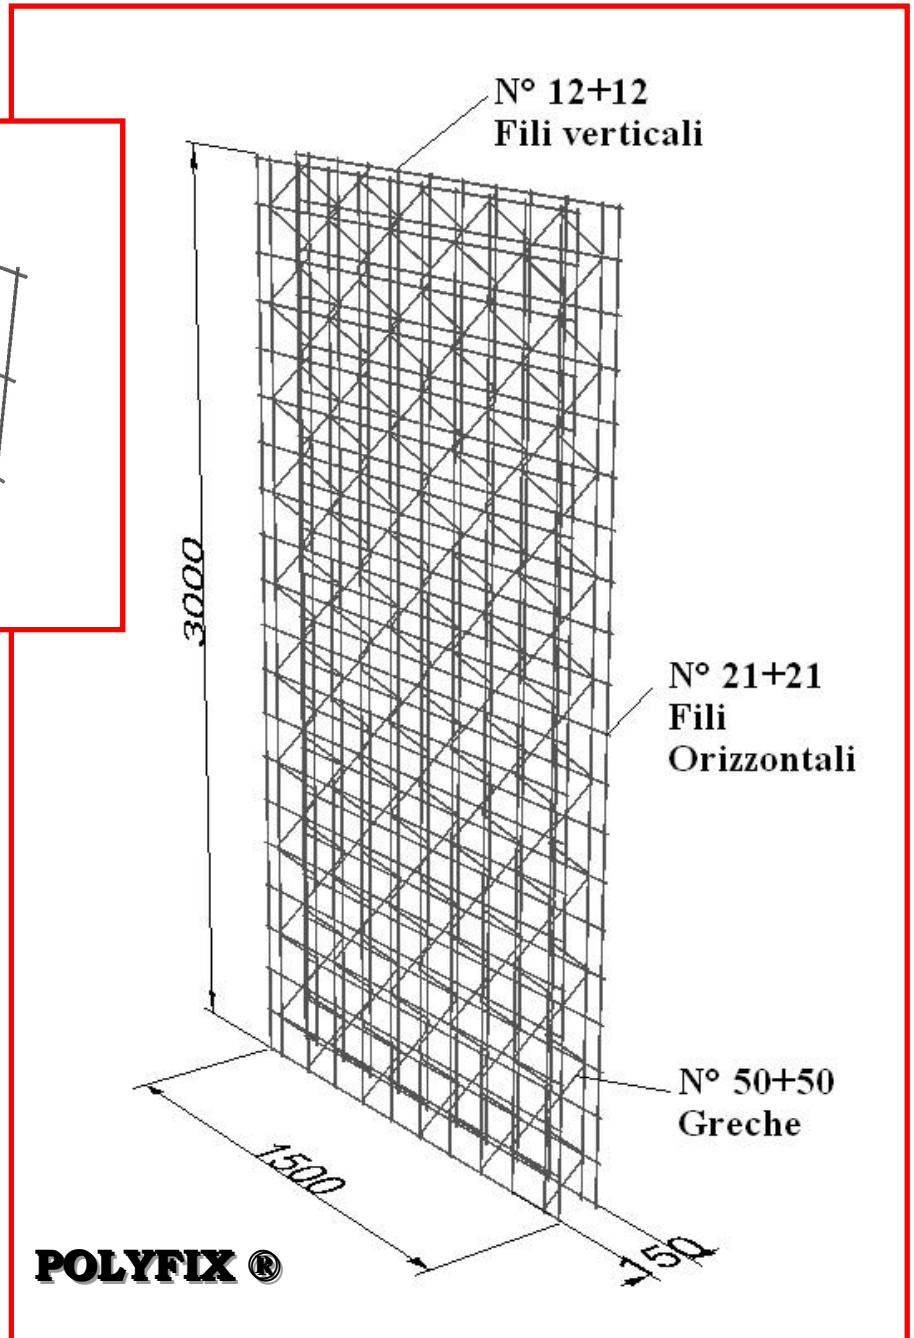 N° 12+12
Fili verticali
3000
N° 21+21
Fili
Orizzontali
N° 50+50
Greche
1500
150
POLYFIX ®